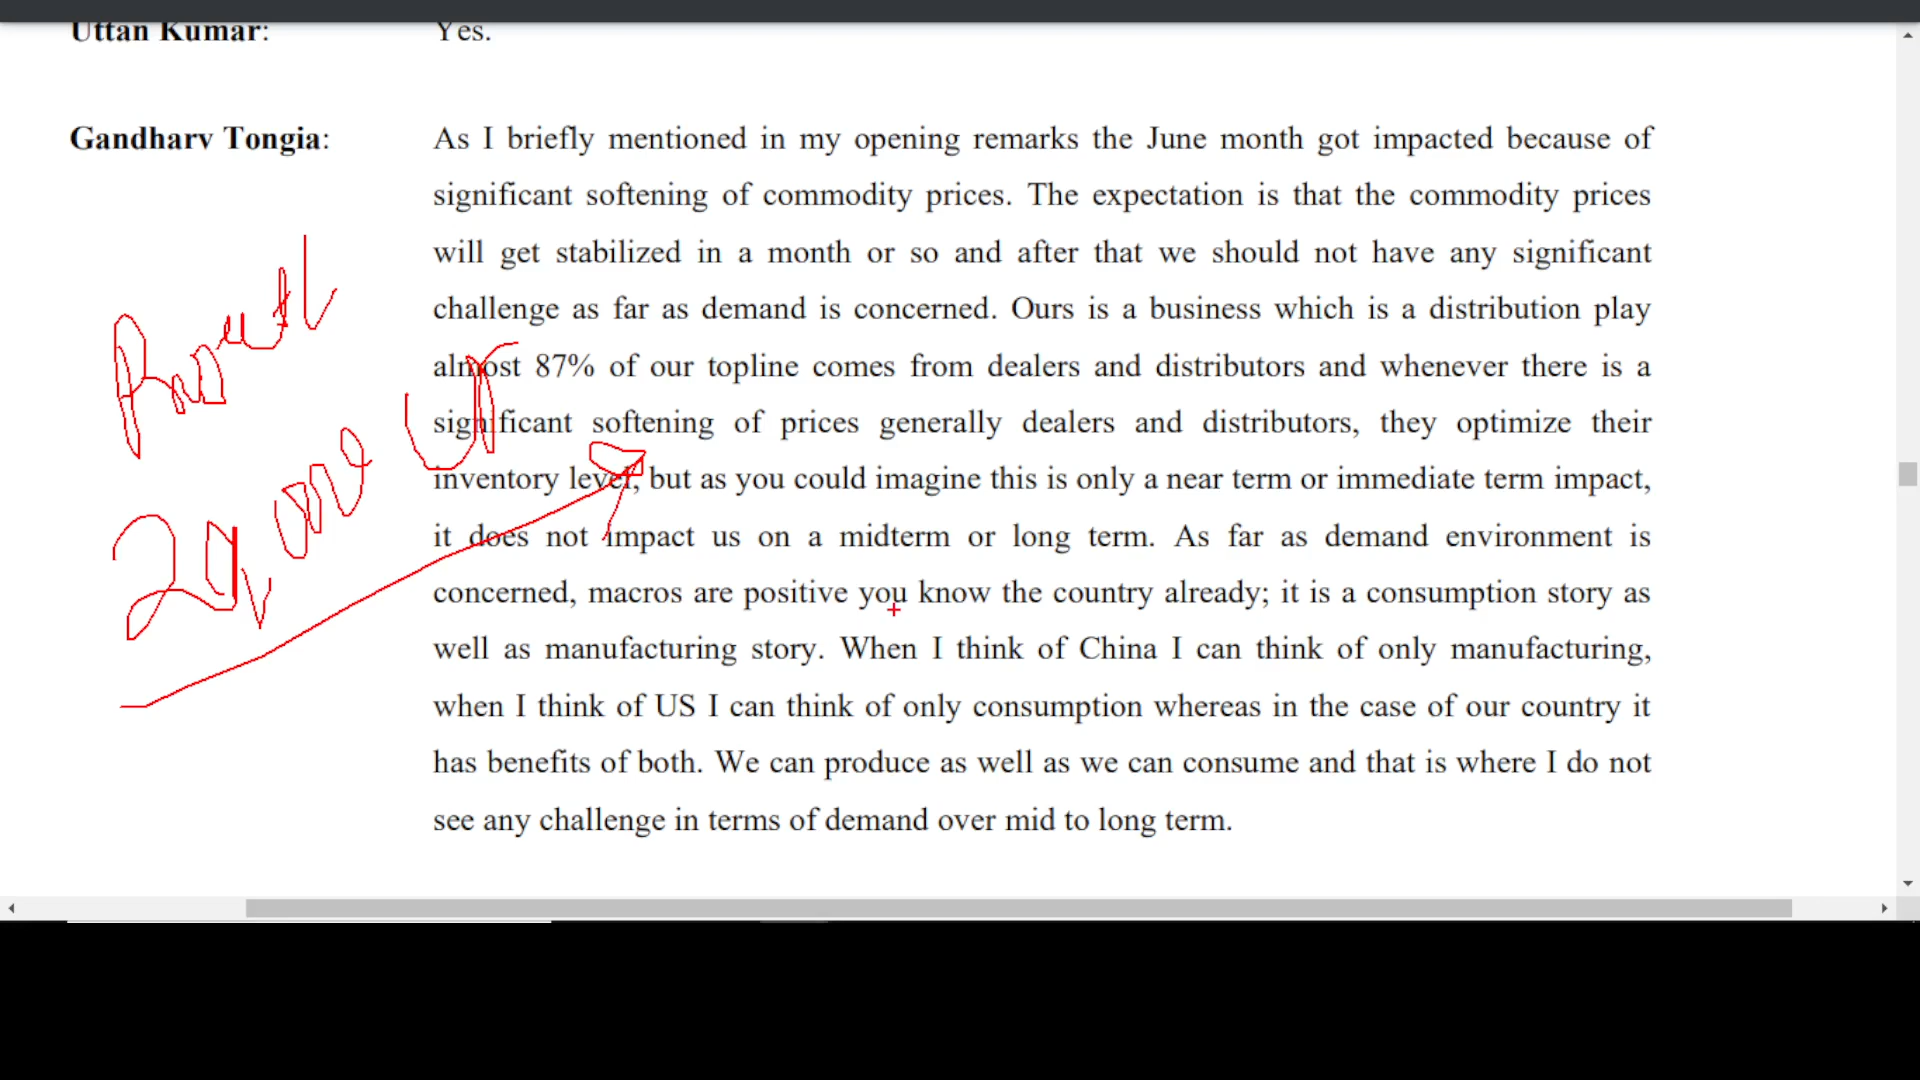 Uttan Kumar: Yes.
Gandharv Tongia: As I briefly mentioned in my opening remarks the June month got impacted because of
significant softening of commodity prices. The expectation is that the commodity prices
will get stabilized in a month or so and after that we should not have any significant
challenge as far as demand is concerned. Ours is a business which is a distribution play
almost 87% of our topline comes from dealers and distributors and whenever there is a
significant softening of prices generally dealers and distributors, they optimize their
inventory level, but as you could imagine this is only a near term or immediate term impact,
it does not impact us on a midterm or long term. As far as demand environment is
concerned, macros are positive you know the country already; it is a consumption story as
well as manufacturing story. When I think of China I can think of only manufacturing,
when I think of US I can think of only consumption whereas in the case of our country it
has benefits of both. We can produce as well as we can consume and that is where I do not
see any challenge in terms of demand over mid to long term.